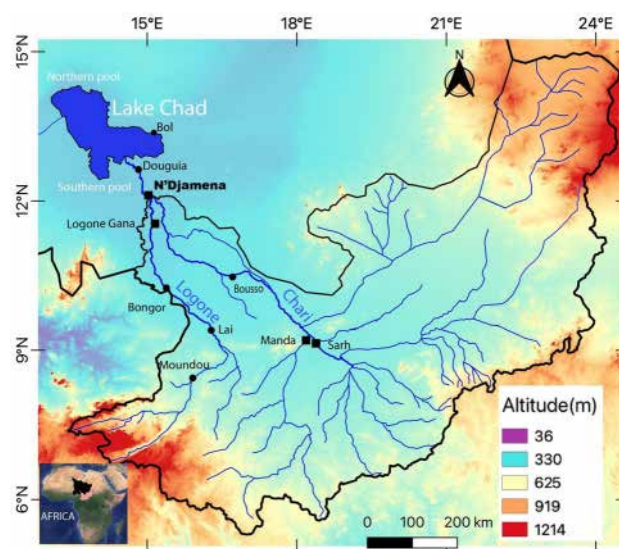 15°E
18°E
21°E
24°E
15°N
12°N
9°N
6°N
N
Northern pool
Lake Chad
Bol
Douguia
Southern pool
N'Djamena
Logone Gana
Bousso
Logone
Chari
Bongor
Lai
Manda
Sarh
Moundou
Altitude(m)
36
330
625
919
1214
AFRICA
0 100 200 km